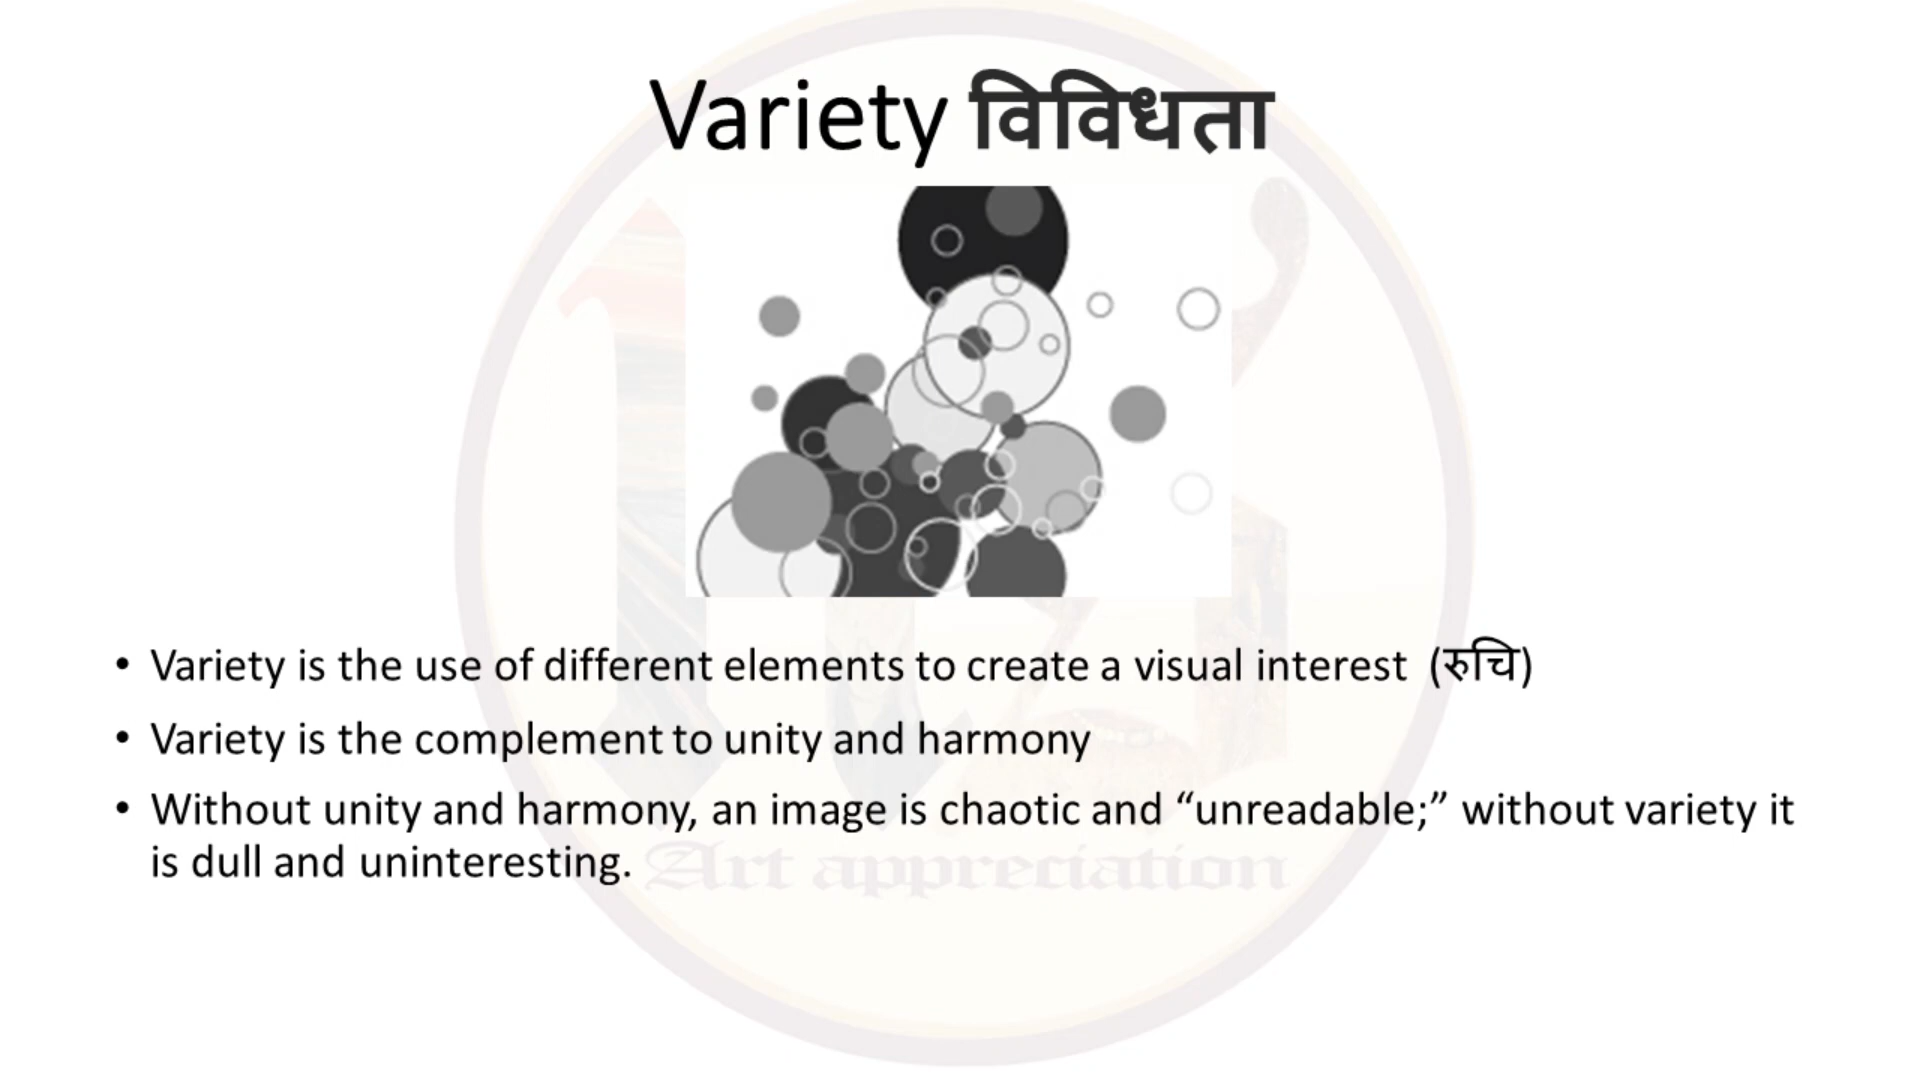 Variety विविधता
• Variety is the use of different elements to create a visual interest (रुचि)
• Variety is the complement to unity and harmony
• Without unity and harmony, an image is chaotic and “unreadable;” without variety it
is dull and uninteresting.
Art appreciation